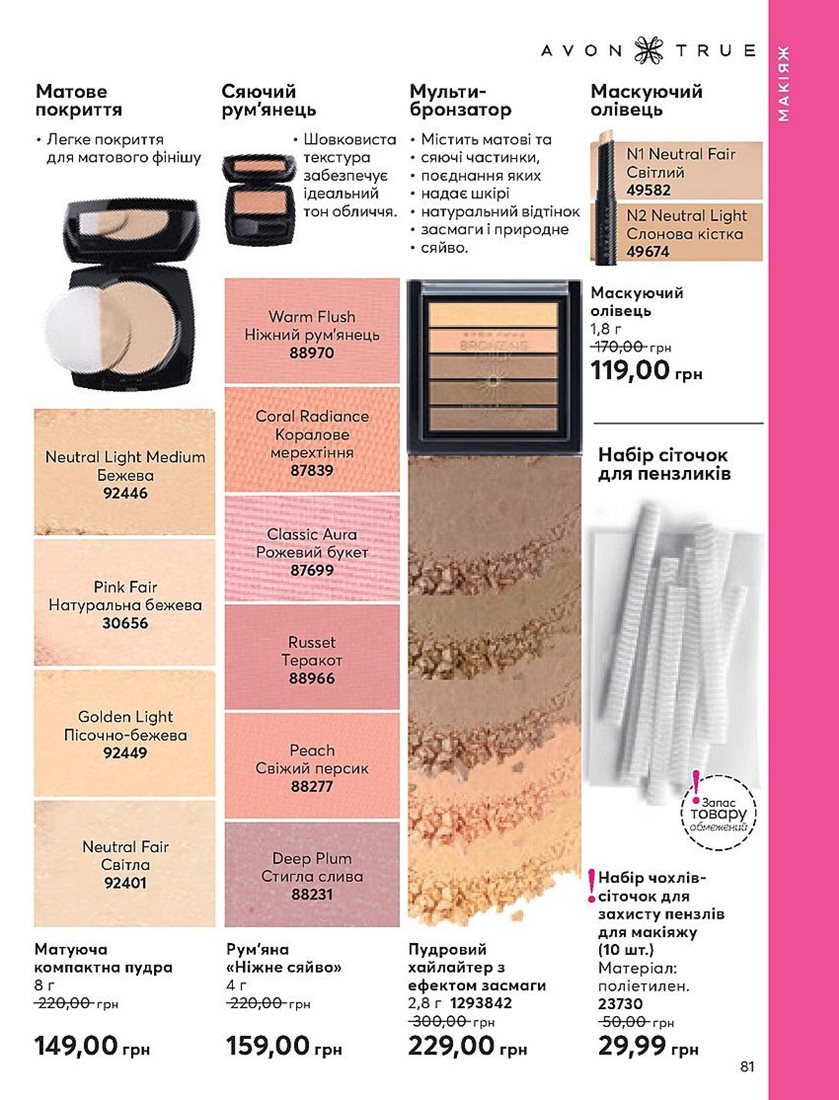 AVON TRUE
МАКІЯЖ
Матове
покриття
• Легке покриття
для матового фінішу
Neutral Light Medium
Бежева
92446
Pink Fair
Натуральна бежева
30656
Golden Light
Пісочно-бежева
92449
Neutral Fair
Світла
92401
Матуюча
компактна пудра
8 г
220,00 грн
149,00 грн
Сяючий
рум'янець
• Шовковиста
текстура
забезпечує
ідеальний
тон обличчя.
Warm Flush
Ніжний рум'янець
88970
Coral Radiance
Коралове
мерехтіння
87839
Classic Aura
Рожевий букет
87699
Russet
Теракот
88966
Peach
Свіжий персик
88277
Deep Plum
Стигла слива
88231
Рум'яна
«Ніжне сяйво»
4 г
220,00 грн
159,00 грн
Мульти-
бронзатор
• Містить матові та
• сяючі частинки,
• поєднання яких
• надає шкірі
• натуральний відтінок
• засмаги і природне
• сяйво.
Пудровий
хайлайтер з
ефектом засмаги
2,8 г 1293842
300,00 грн
229,00 грн
Маскуючий
олівець
N1 Neutral Fair
Світлий
49582
N2 Neutral Light
Слонова кістка
49674
Маскуючий
олівець
1,8 г
170,00 грн
119,00 грн
Набір сіточок
для пензликів
! Запас
товару
обмежений
! Набір чохлів-
сіточок для
захисту пензлів
для макіяжу
(10 шт.)
Матеріал:
поліетилен.
23730
50,00 грн
29,99 грн
81